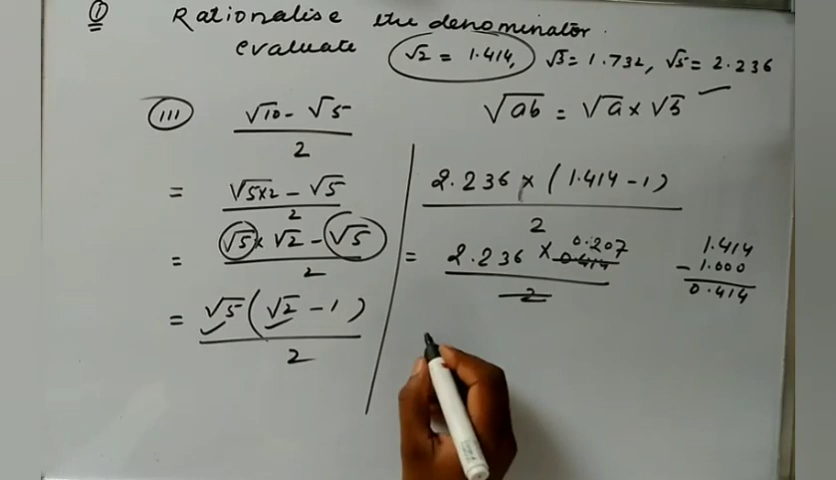 ① Rationalise the denominator.
evaluate √2 = 1.414, √3 = 1.732, √5 = 2.236
(iii) √10 - √5 / 2
√ab = √a × √b
= √5×2 - √5 / 2
= √5 × √2 - √5 / 2
= √5 (√2 - 1) / 2
2.236 × (1.414 - 1) / 2
= 2.236 × 0.414 0.207 / 2
1.414
- 1.000
0.414